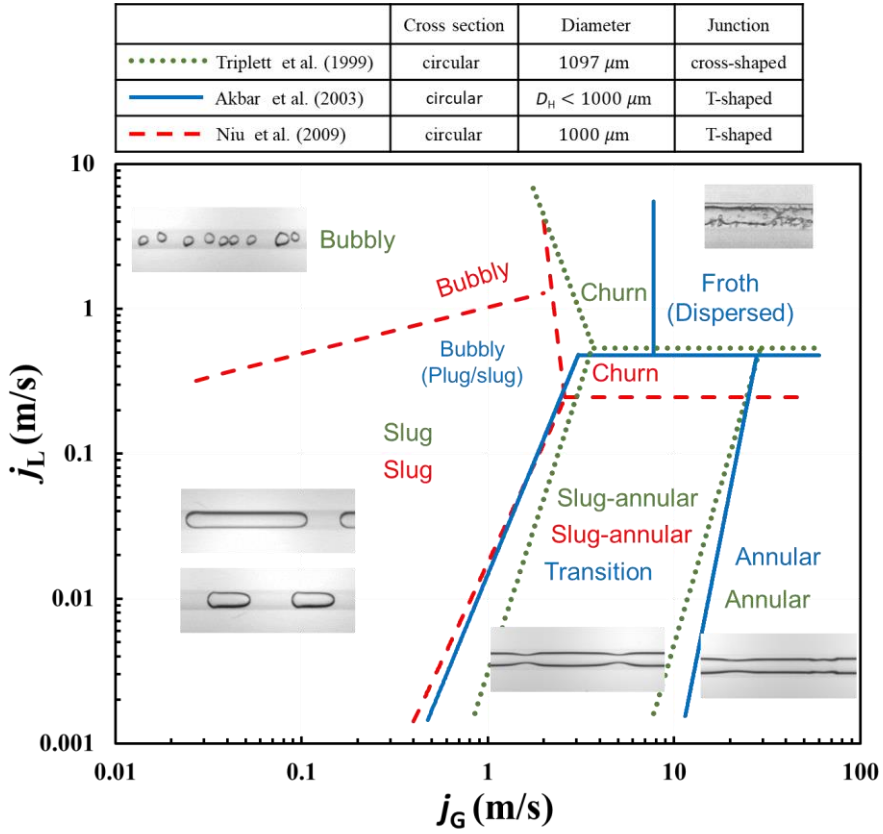 Cross section Diameter Junction
Triplett et al. (1999) circular 1097 μm cross-shaped
Akbar et al. (2003) circular D_H < 1000 μm T-shaped
Niu et al. (2009) circular 1000 μm T-shaped
10
1
0.1
0.01
0.001
j_L (m/s)
Bubbly
Bubbly
Churn
Froth
(Dispersed)
Bubbly
(Plug/slug)
Churn
Slug
Slug
Slug-annular
Slug-annular
Transition
Annular
Annular
0.01 0.1 1 10 100
j_G (m/s)